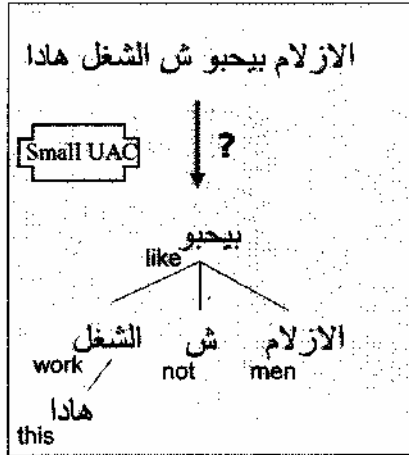 الازلام بيحبو ش الشغل هادا
Small UAC
?
بيحبو
like
الشغل ش الازلام
work not men
هادا
this